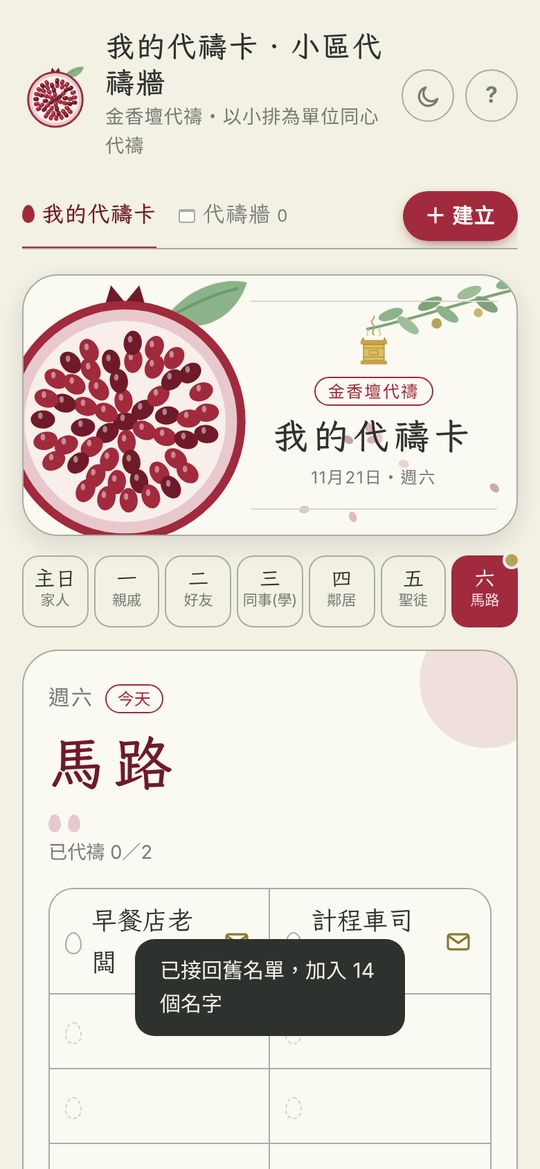 我的代禱卡・小區代
禱牆
金香壇代禱・以小排為單位同心
代禱
?
我的代禱卡
代禱牆 0
＋ 建立
金香壇代禱
我的代禱卡
11月21日・週六
主日
家人
一
親戚
二
好友
三
同事(學)
四
鄰居
五
聖徒
六
馬路
週六 今天
馬路
已代禱 0／2
早餐店老
闆
計程車司
已接回舊名單，加入 14
個名字